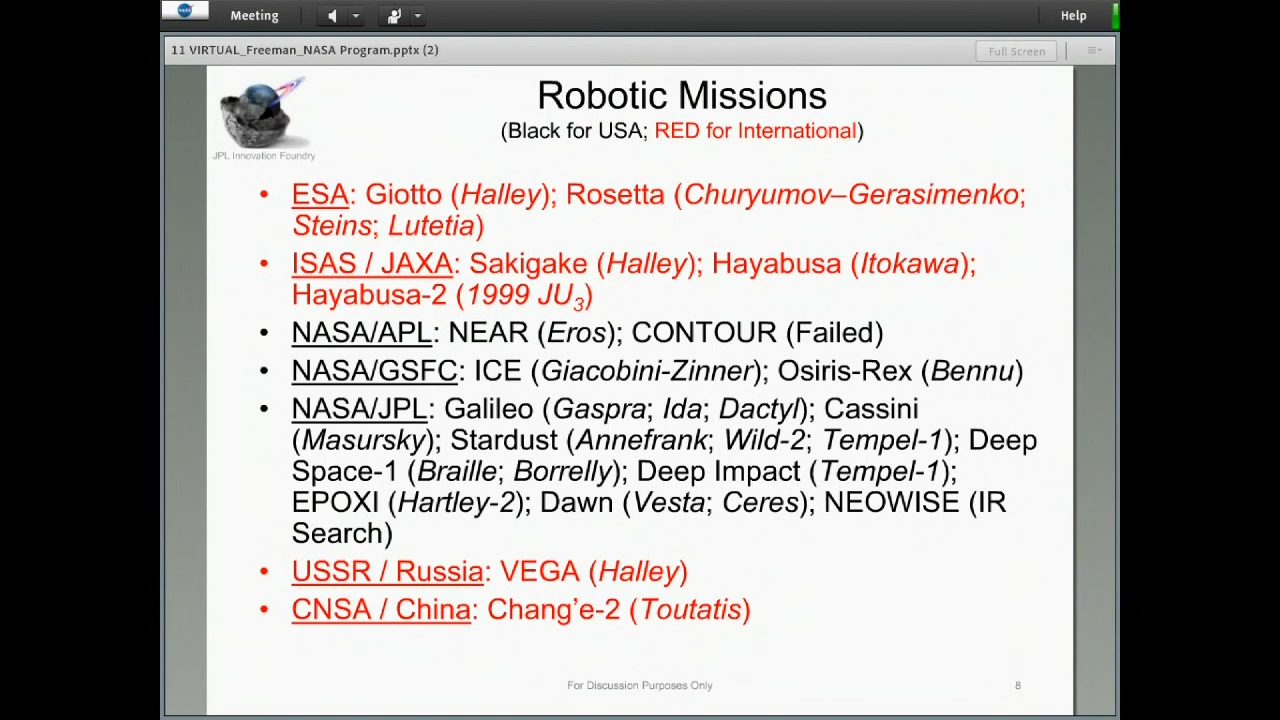 Meeting
Help
11 VIRTUAL_Freeman_NASA Program.pptx (2)
Full Screen
JPL Innovation Foundry
Robotic Missions
(Black for USA; RED for International)
• ESA: Giotto (Halley); Rosetta (Churyumov–Gerasimenko;
Steins; Lutetia)
• ISAS / JAXA: Sakigake (Halley); Hayabusa (Itokawa);
Hayabusa-2 (1999 JU3)
• NASA/APL: NEAR (Eros); CONTOUR (Failed)
• NASA/GSFC: ICE (Giacobini-Zinner); Osiris-Rex (Bennu)
• NASA/JPL: Galileo (Gaspra; Ida; Dactyl); Cassini
(Masursky); Stardust (Annefrank; Wild-2; Tempel-1); Deep
Space-1 (Braille; Borrelly); Deep Impact (Tempel-1);
EPOXI (Hartley-2); Dawn (Vesta; Ceres); NEOWISE (IR
Search)
• USSR / Russia: VEGA (Halley)
• CNSA / China: Chang’e-2 (Toutatis)
For Discussion Purposes Only
8